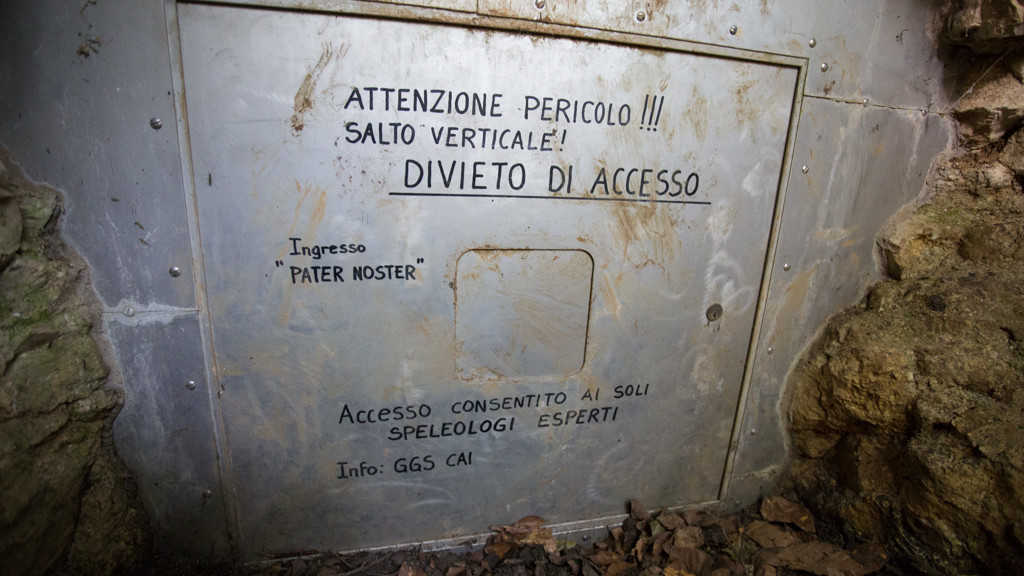 ATTENZIONE PERICOLO !!!
SALTO VERTICALE!
DIVIETO DI ACCESSO
Ingresso
"PATER NOSTER"
Accesso CONSENTITO AI SOLI
SPELEOLOGI ESPERTI
Info: GGS CAI